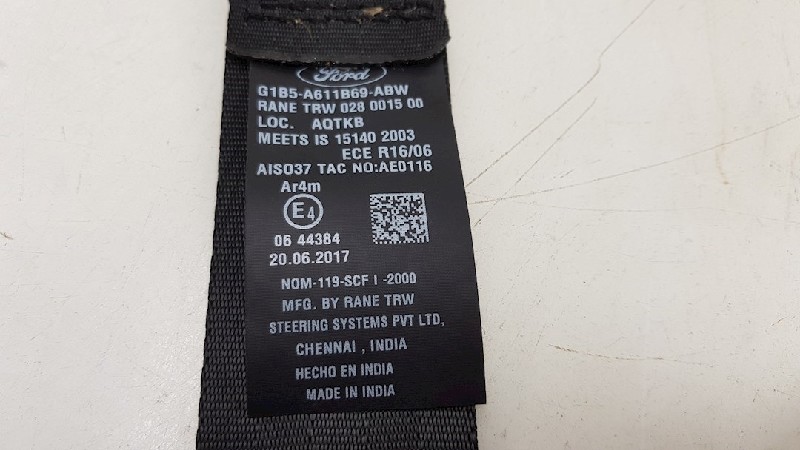 Ford
G1B5-A611B69-ABW
RANE TRW 028 0015 00
LOC. AQTKB
MEETS IS 15140 2003
ECE R16/06
AIS037 TAC NO:AE0116
Ar4m
E4
06 44384
20.06.2017
NOM-119-SCF I -2000
MFG. BY RANE TRW
STEERING SYSTEMS PVT LTD,
CHENNAI , INDIA
HECHO EN INDIA
MADE IN INDIA